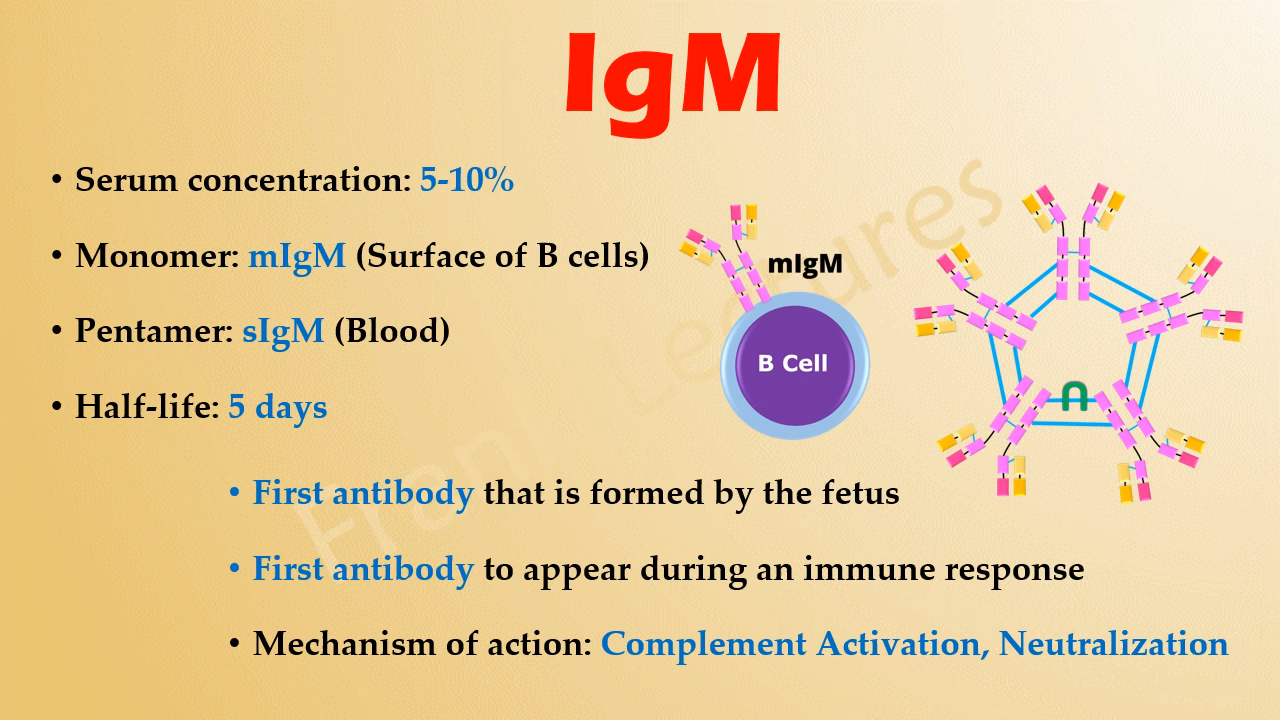 IgM
• Serum concentration: 5-10%
• Monomer: mIgM (Surface of B cells)
• Pentamer: sIgM (Blood)
• Half-life: 5 days
mIgM
B Cell
• First antibody that is formed by the fetus
• First antibody to appear during an immune response
• Mechanism of action: Complement Activation, Neutralization
Lectures